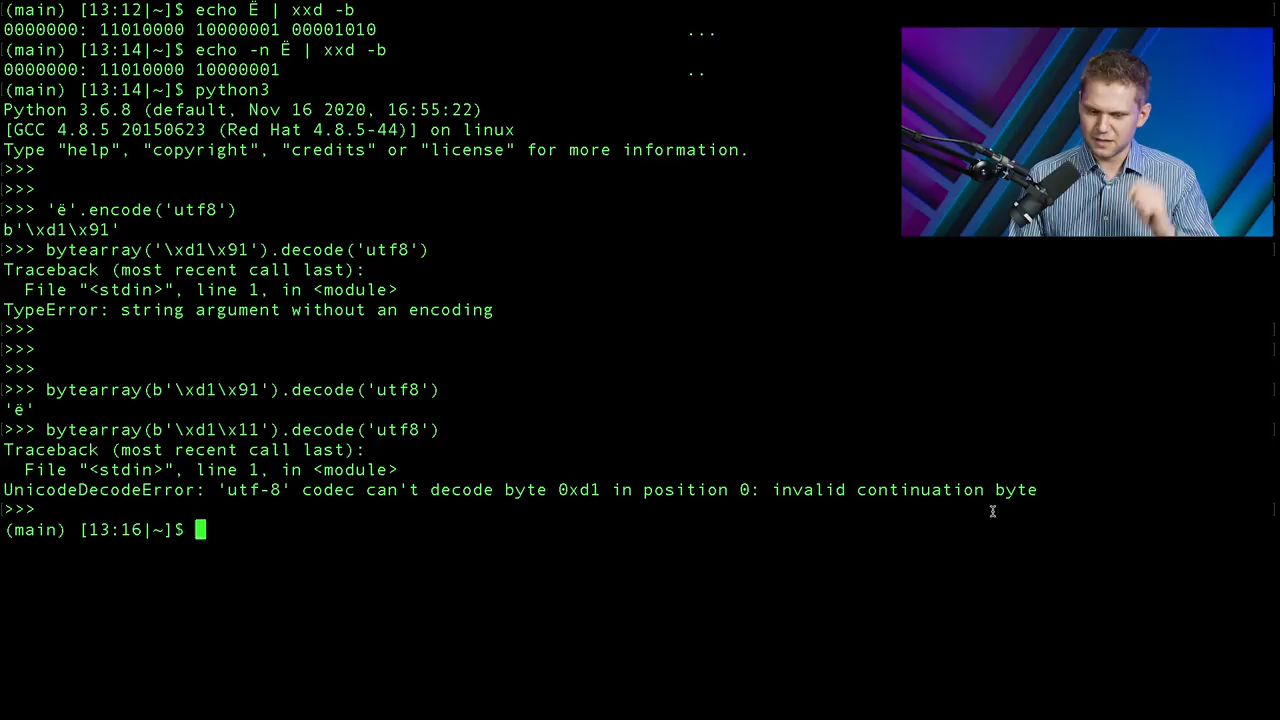 (main) [13:12|~]$ echo Ё | xxd -b
0000000: 11010000 10000001 00001010 ...
(main) [13:14|~]$ echo -n Ё | xxd -b
0000000: 11010000 10000001 ..
(main) [13:14|~]$ python3
Python 3.6.8 (default, Nov 16 2020, 16:55:22)
[GCC 4.8.5 20150623 (Red Hat 4.8.5-44)] on linux
Type "help", "copyright", "credits" or "license" for more information.
>>>
>>>
>>> 'ё'.encode('utf8')
b'\xd1\x91'
>>> bytearray('\xd1\x91').decode('utf8')
Traceback (most recent call last):
  File "<stdin>", line 1, in <module>
TypeError: string argument without an encoding
>>>
>>>
>>>
>>> bytearray(b'\xd1\x91').decode('utf8')
'ё'
>>> bytearray(b'\xd1\x11').decode('utf8')
Traceback (most recent call last):
  File "<stdin>", line 1, in <module>
UnicodeDecodeError: 'utf-8' codec can't decode byte 0xd1 in position 0: invalid continuation byte
>>>
(main) [13:16|~]$